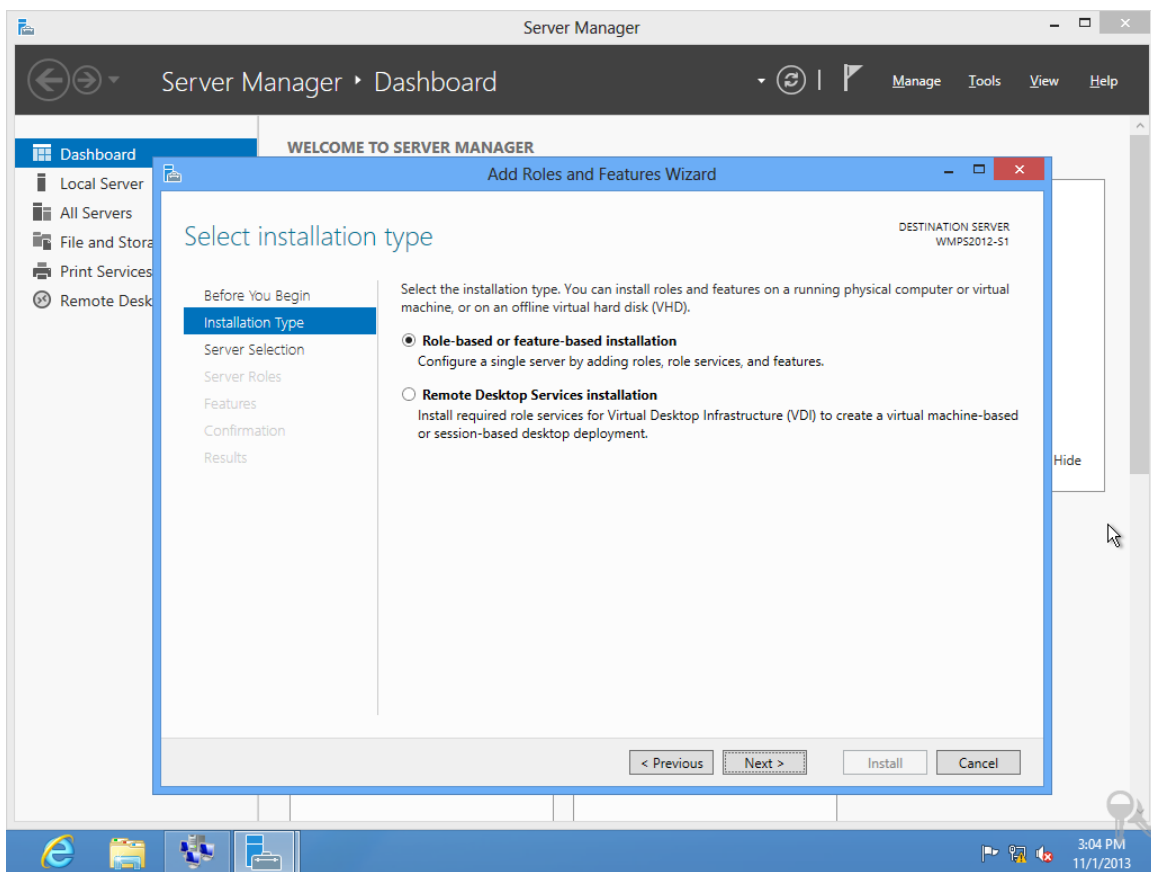 Server Manager
Server Manager ‣ Dashboard
Manage Tools View Help
Dashboard
Local Server
All Servers
File and Stora
Print Services
Remote Desk
WELCOME TO SERVER MANAGER
Add Roles and Features Wizard
Select installation type
DESTINATION SERVER
WMPS2012-S1
Before You Begin
Installation Type
Server Selection
Server Roles
Features
Confirmation
Results
Select the installation type. You can install roles and features on a running physical computer or virtual
machine, or on an offline virtual hard disk (VHD).
Role-based or feature-based installation
Configure a single server by adding roles, role services, and features.
Remote Desktop Services installation
Install required role services for Virtual Desktop Infrastructure (VDI) to create a virtual machine-based
or session-based desktop deployment.
Hide
< Previous Next > Install Cancel
3:04 PM
11/1/2013